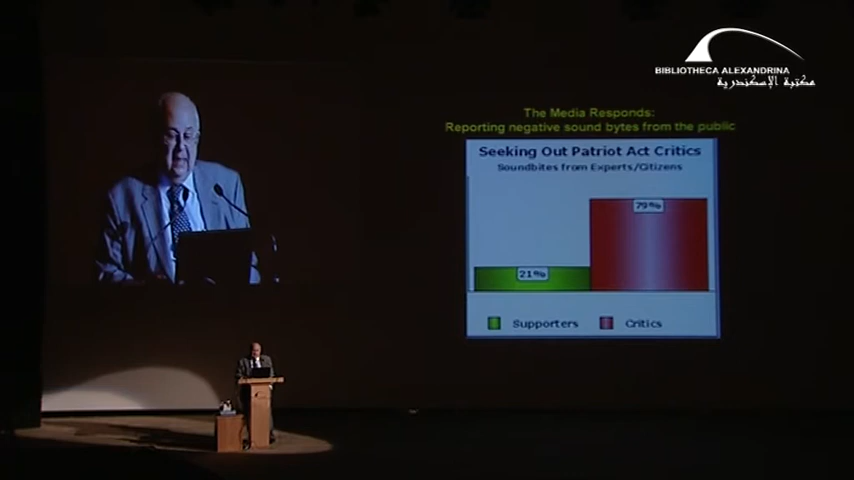 BIBLIOTHECA ALEXANDRINA
مكتبة الإسكندرية
The Media Responds:
Reporting negative sound bytes from the public
Seeking Out Patriot Act Critics
Soundbites from Experts/Citizens
79%
21%
Supporters
Critics